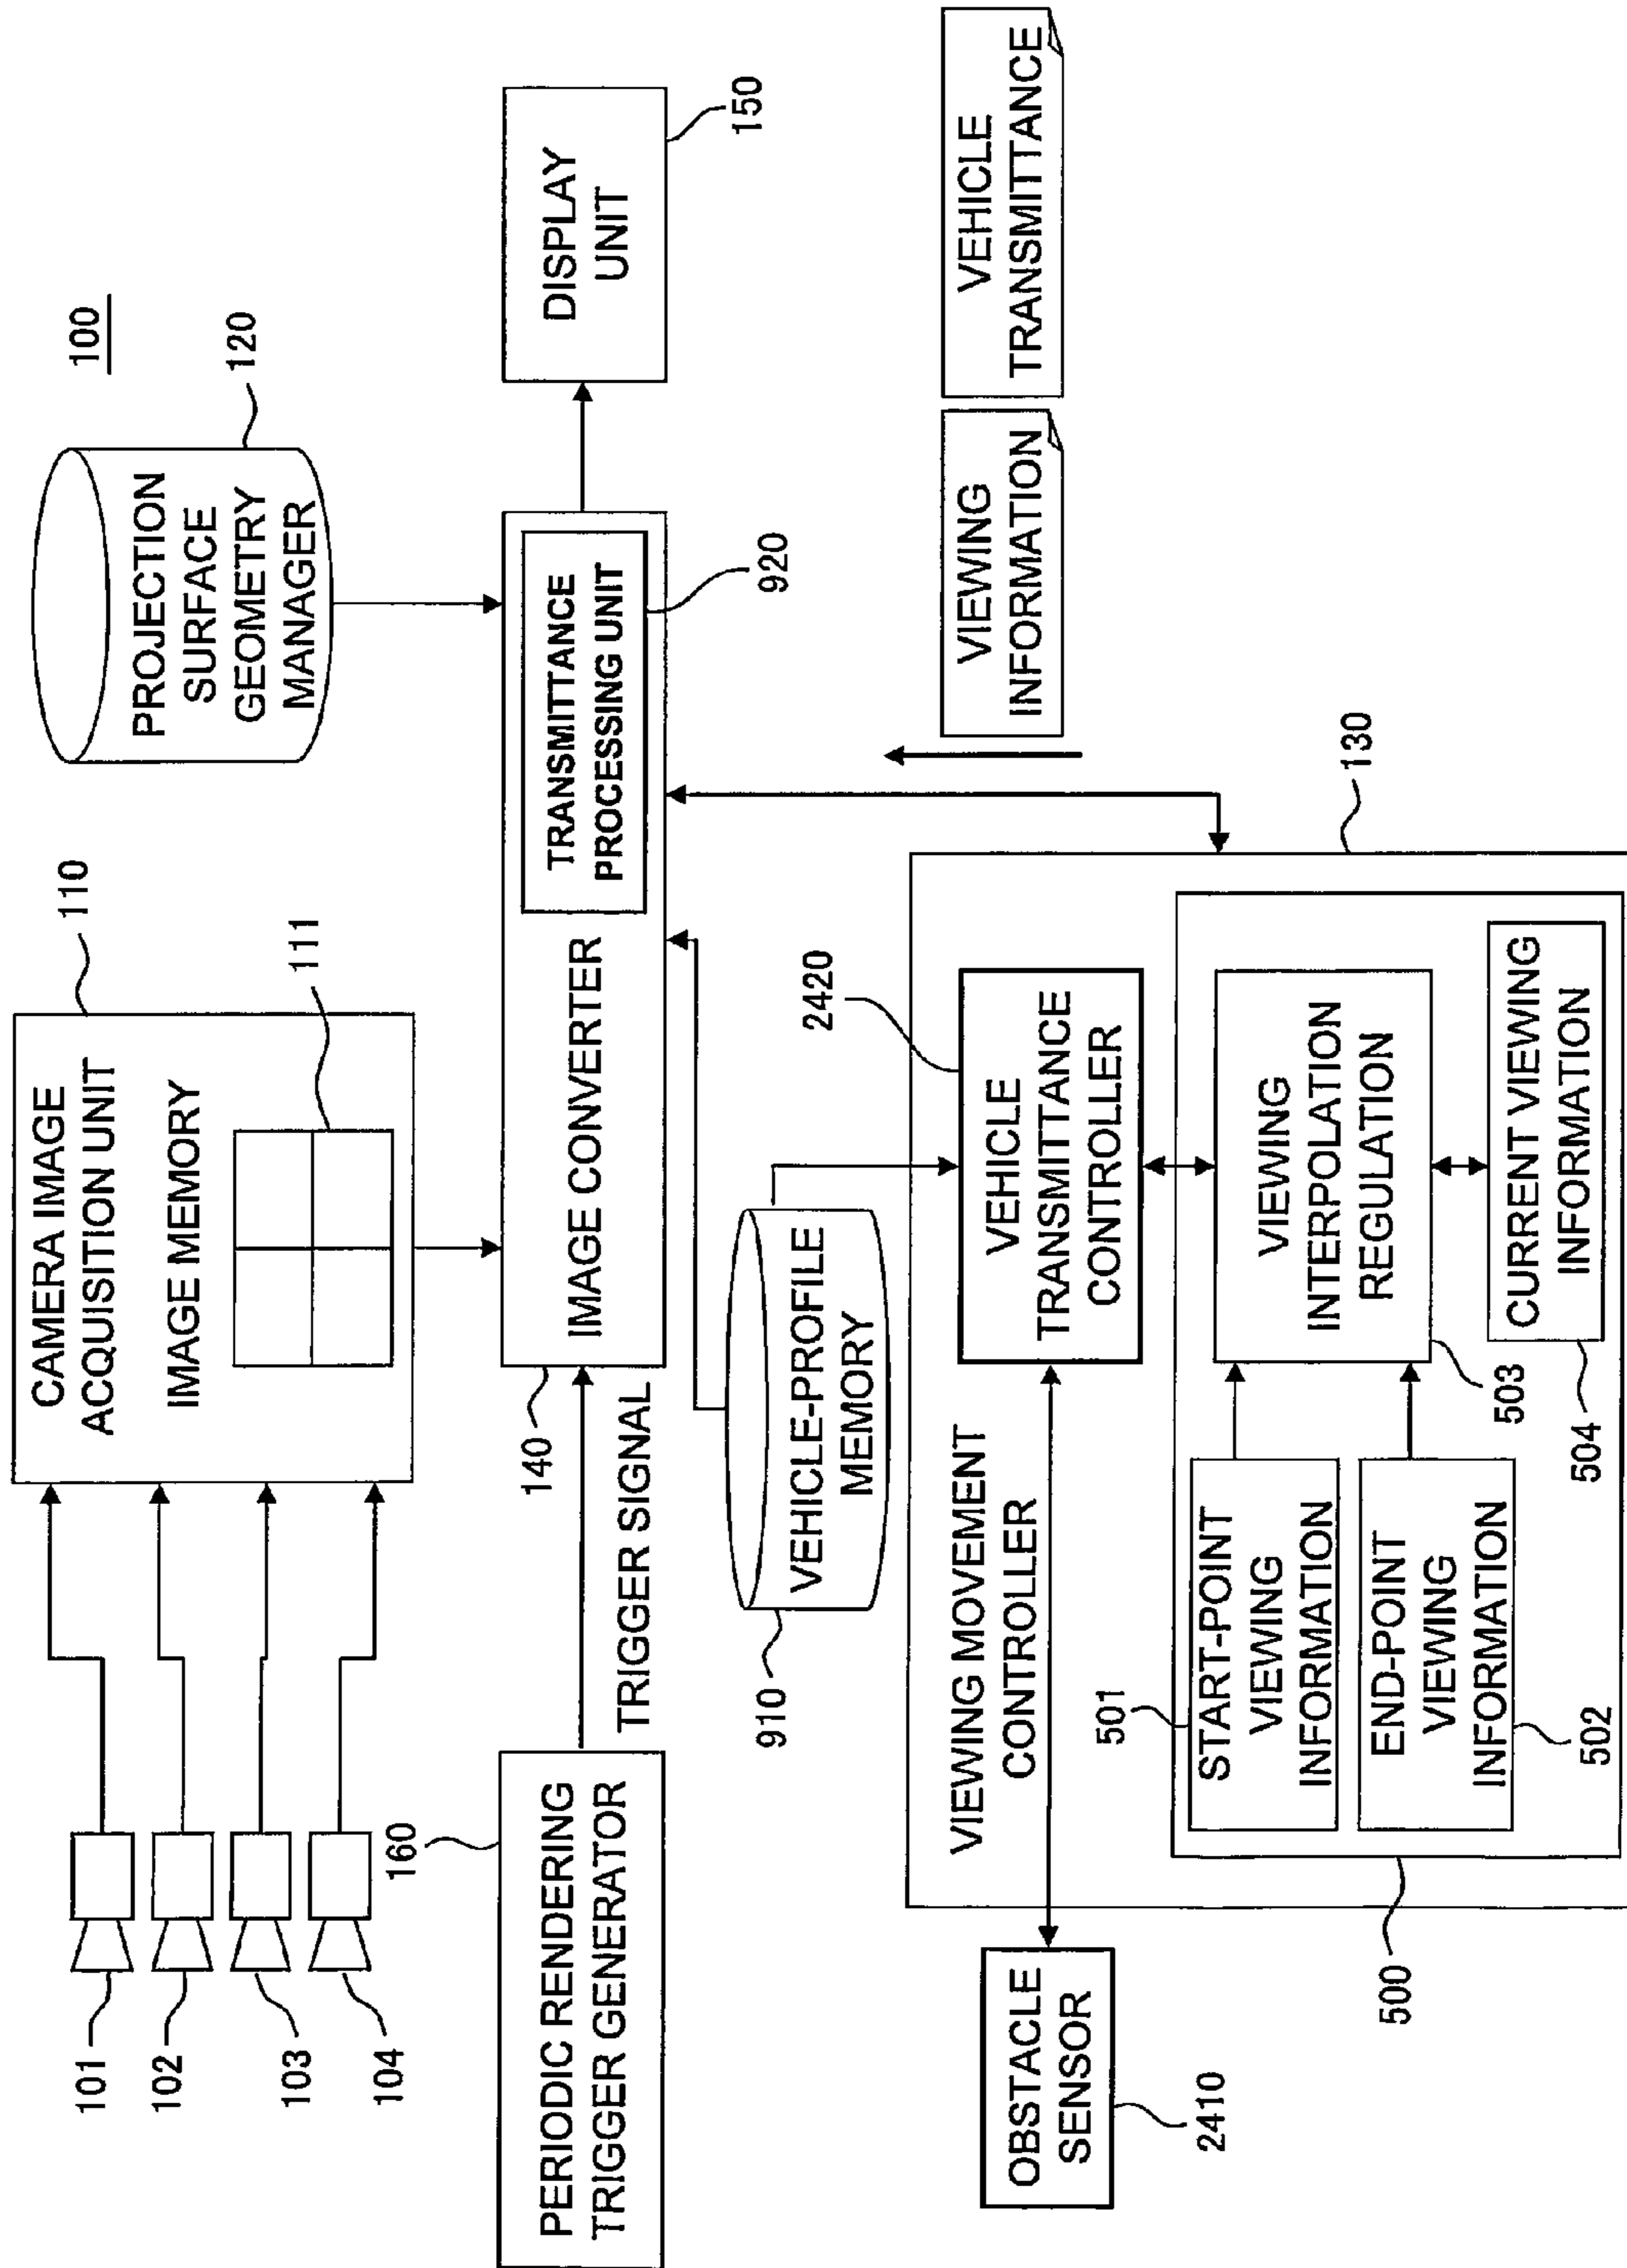 100
101
102
103
104
CAMERA IMAGE
ACQUISITION UNIT
IMAGE MEMORY
110
111
PROJECTION
SURFACE
GEOMETRY
MANAGER
120
160
PERIODIC RENDERING
TRIGGER GENERATOR
TRIGGER SIGNAL
140
IMAGE CONVERTER
TRANSMITTANCE
PROCESSING UNIT
920
DISPLAY
UNIT
150
910
VEHICLE-PROFILE
MEMORY
VIEWING
INFORMATION
VEHICLE
TRANSMITTANCE
OBSTACLE
SENSOR
2410
VIEWING MOVEMENT
CONTROLLER
130
2420
VEHICLE
TRANSMITTANCE
CONTROLLER
500
501
START-POINT
VIEWING
INFORMATION
END-POINT
VIEWING
INFORMATION
502
VIEWING
INTERPOLATION
REGULATION
503
CURRENT VIEWING
INFORMATION
504